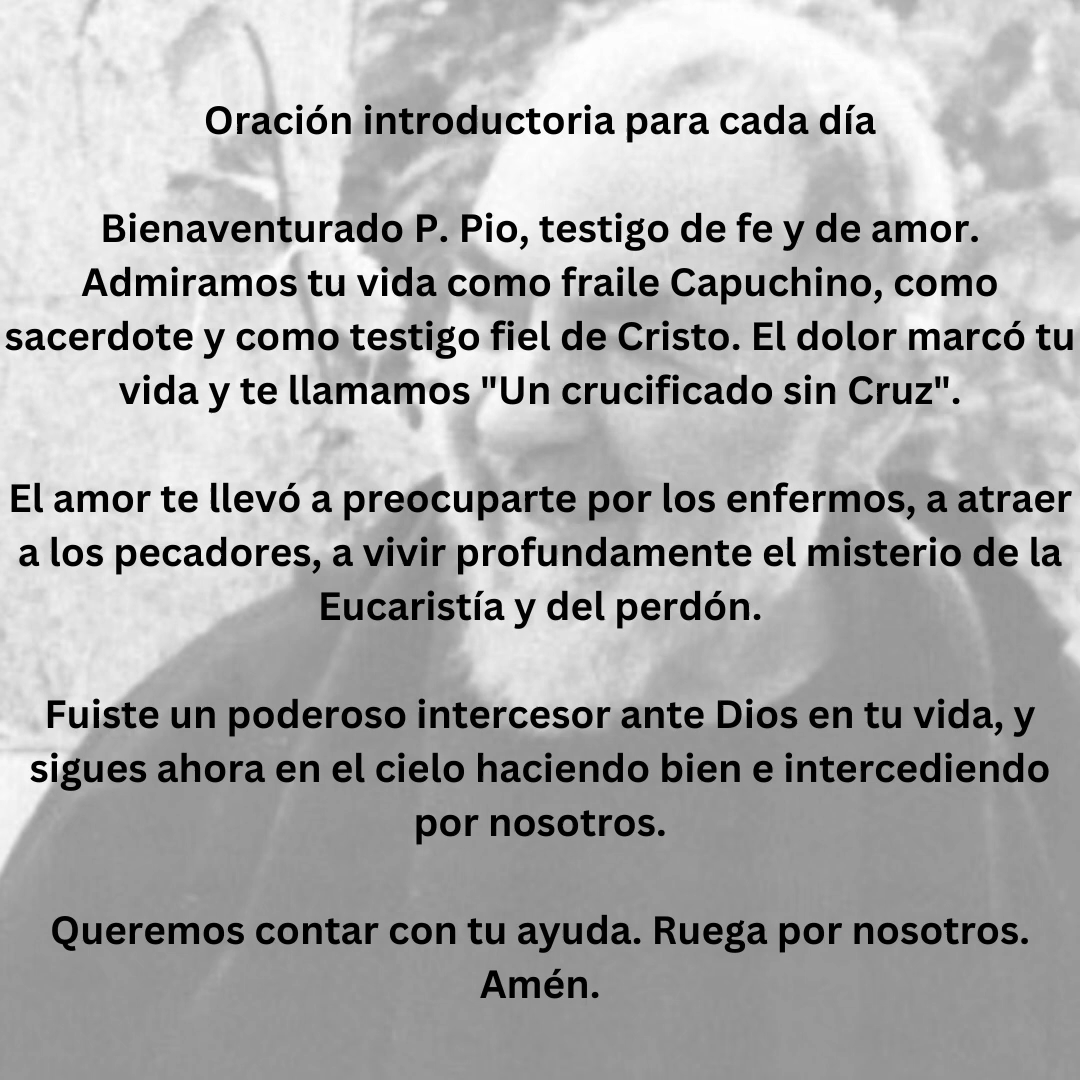 Oración introductoria para cada día
Bienaventurado P. Pio, testigo de fe y de amor.
Admiramos tu vida como fraile Capuchino, como
sacerdote y como testigo fiel de Cristo. El dolor marcó tu
vida y te llamamos "Un crucificado sin Cruz".
El amor te llevó a preocuparte por los enfermos, a atraer
a los pecadores, a vivir profundamente el misterio de la
Eucaristía y del perdón.
Fuiste un poderoso intercesor ante Dios en tu vida, y
sigues ahora en el cielo haciendo bien e intercediendo
por nosotros.
Queremos contar con tu ayuda. Ruega por nosotros.
Amén.